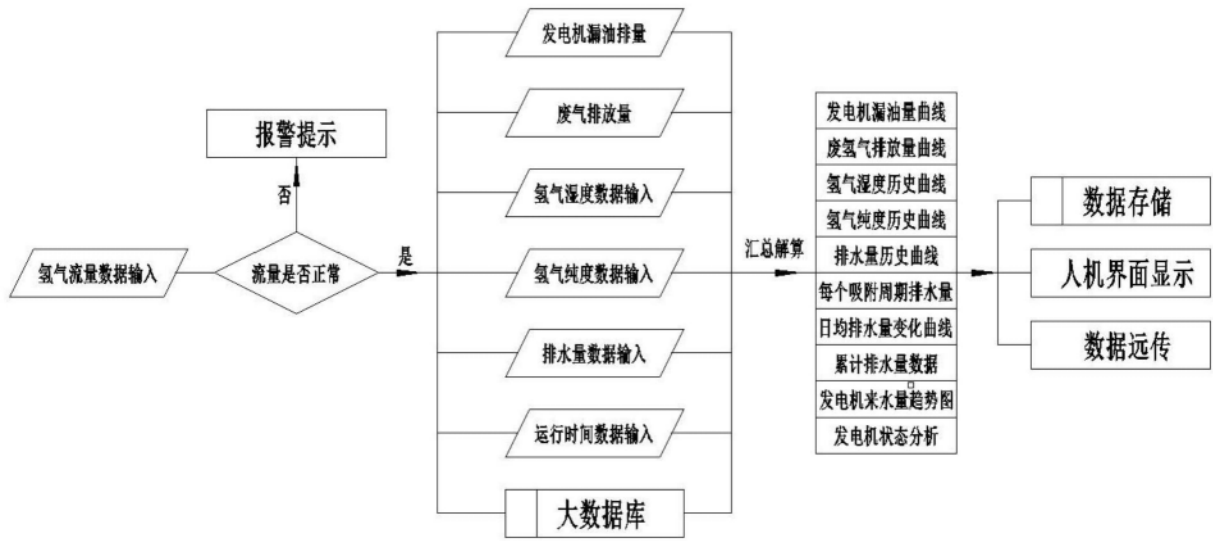 发电机漏油排量
废气排放量
报警提示
否
氢气湿度数据输入
氢气流量数据输入
流量是否正常
是
氢气纯度数据输入
排水量数据输入
运行时间数据输入
大数据库
汇总解算
发电机漏油量曲线
废氢气排放量曲线
氢气湿度历史曲线
氢气纯度历史曲线
排水量历史曲线
每个吸附周期排水量
日均排水量变化曲线
累计排水量数据
发电机来水量趋势图
发电机状态分析
数据存储
人机界面显示
数据远传